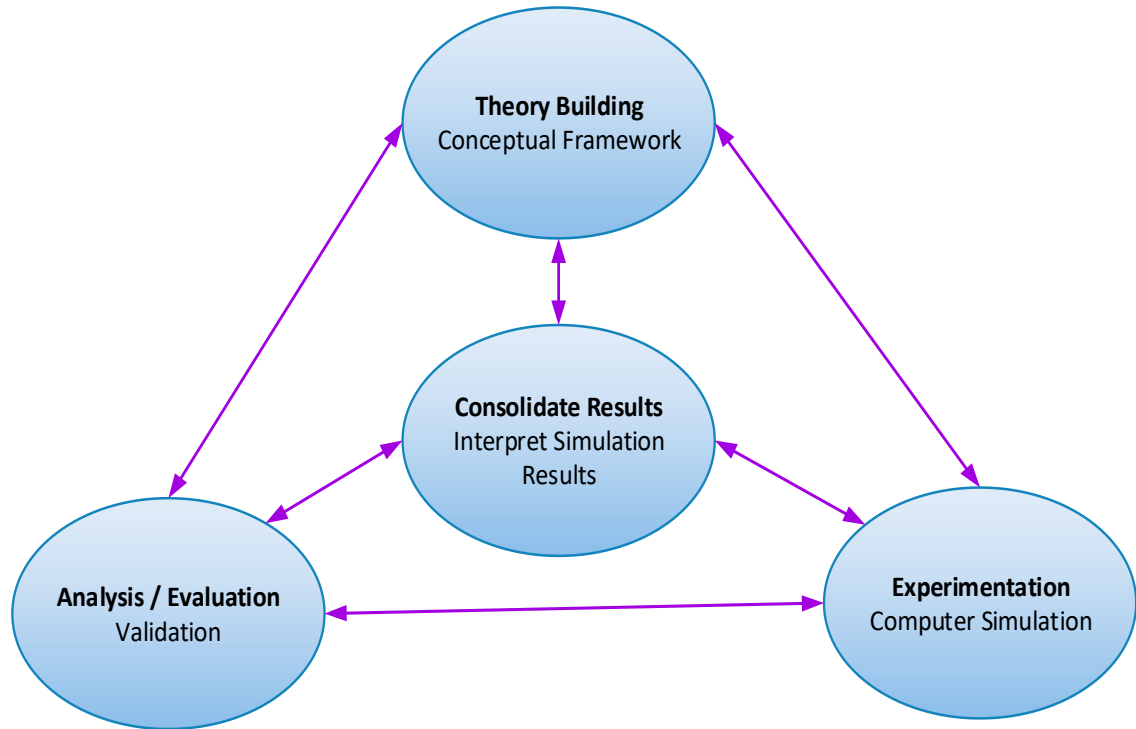 Theory Building
Conceptual Framework
Consolidate Results
Interpret Simulation
Results
Analysis / Evaluation
Validation
Experimentation
Computer Simulation